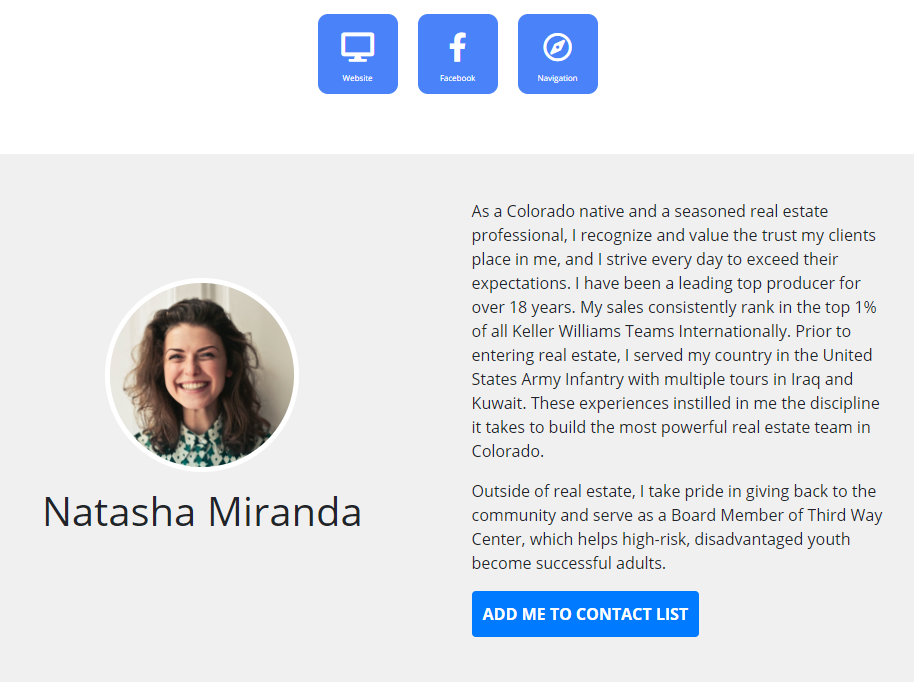 Website
Facebook
Navigation
As a Colorado native and a seasoned real estate
professional, I recognize and value the trust my clients
place in me, and I strive every day to exceed their
expectations. I have been a leading top producer for
over 18 years. My sales consistently rank in the top 1%
of all Keller Williams Teams Internationally. Prior to
entering real estate, I served my country in the United
States Army Infantry with multiple tours in Iraq and
Kuwait. These experiences instilled in me the discipline
it takes to build the most powerful real estate team in
Colorado.
Outside of real estate, I take pride in giving back to the
community and serve as a Board Member of Third Way
Center, which helps high-risk, disadvantaged youth
become successful adults.
ADD ME TO CONTACT LIST
Natasha Miranda